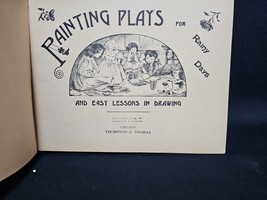 PAINTING PLAYS
FOR
Rainy
Days
AND EASY LESSONS IN DRAWING
CHICAGO
THOMPSON & THOMAS